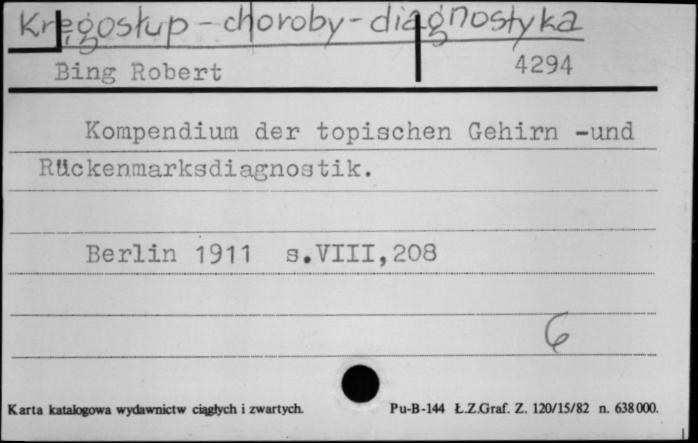 Kręgosłup - choroby - diagnostyka
Bing Robert 4294
Kompendium der topischen Gehirn -und
Rückenmarksdiagnostik.
Berlin 1911 s.VIII,208
6
Karta katalogowa wydawnictw ciągłych i zwartych. Pu-B-144 Ł.Z.Graf. Z. 120/15/82 n. 638000.